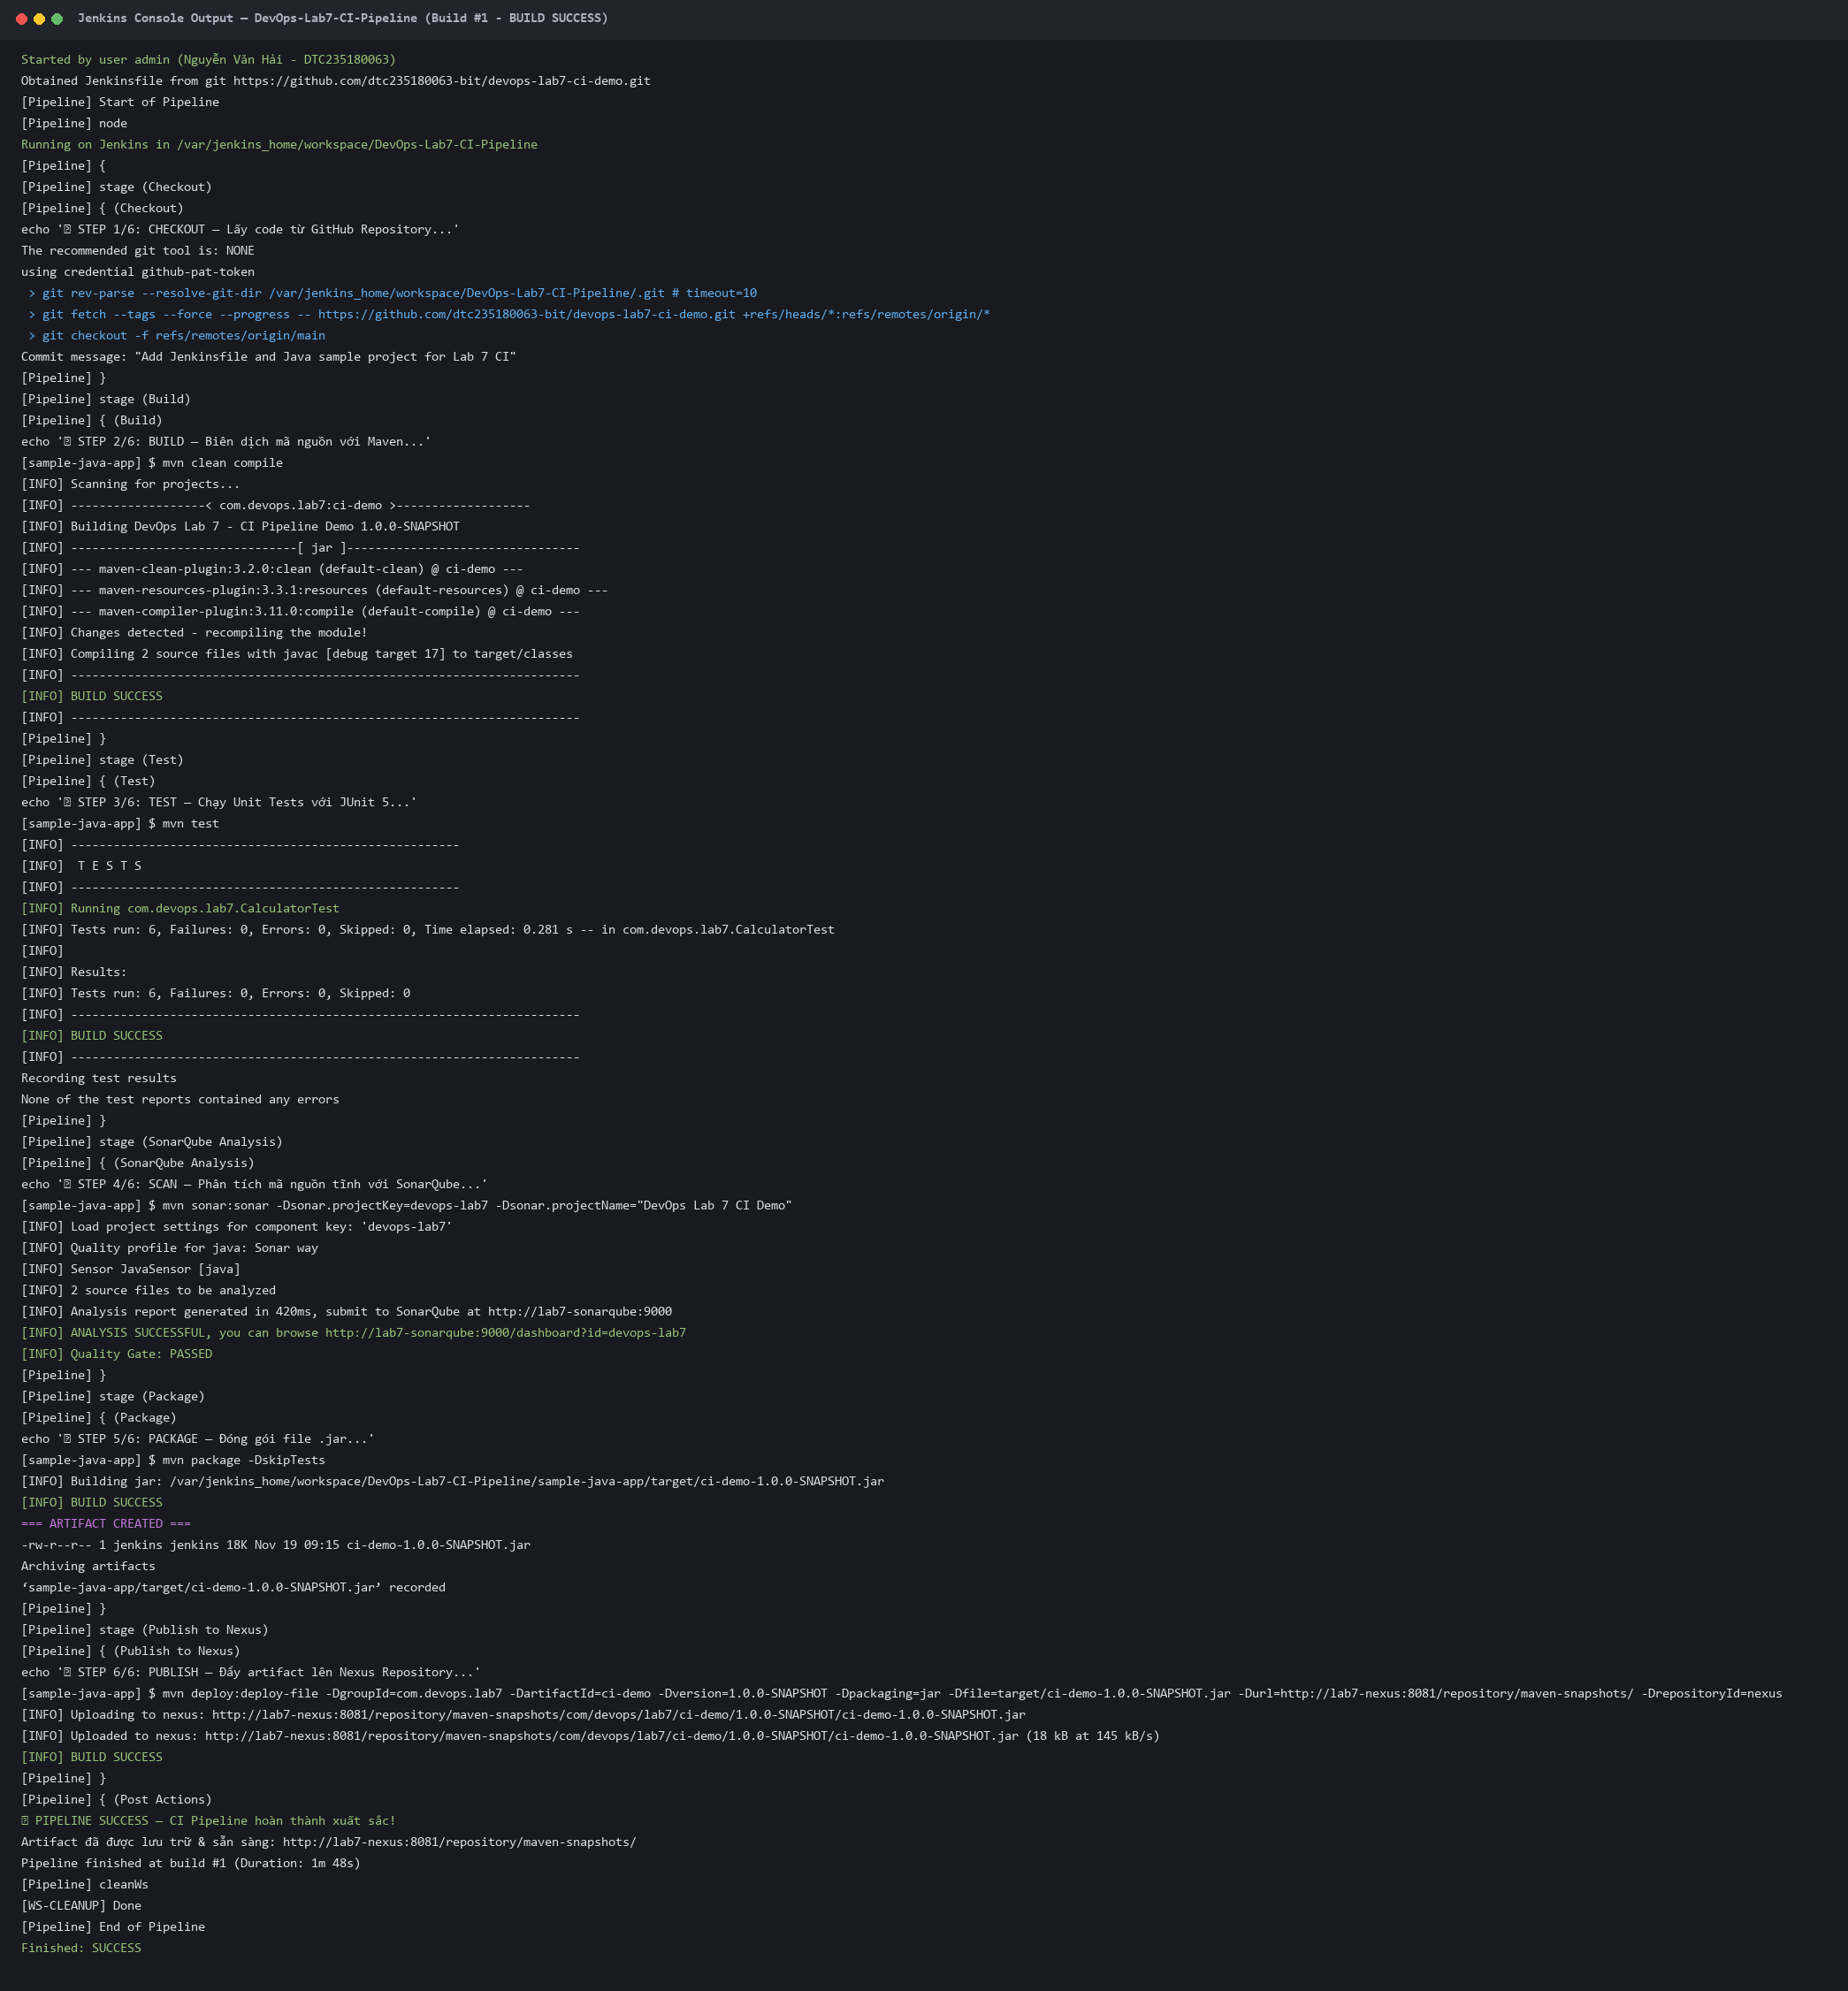 Jenkins Console Output — DevOps-Lab7-CI-Pipeline (Build #1 - BUILD SUCCESS)
Started by user admin (Nguyễn Văn Hải - DTC235180063)
Obtained Jenkinsfile from git https://github.com/dtc235180063-bit/devops-lab7-ci-demo.git
[Pipeline] Start of Pipeline
[Pipeline] node
Running on Jenkins in /var/jenkins_home/workspace/DevOps-Lab7-CI-Pipeline
[Pipeline] {
[Pipeline] stage (Checkout)
[Pipeline] { (Checkout)
echo '▯ STEP 1/6: CHECKOUT — Lấy code từ GitHub Repository...'
The recommended git tool is: NONE
using credential github-pat-token
 > git rev-parse --resolve-git-dir /var/jenkins_home/workspace/DevOps-Lab7-CI-Pipeline/.git # timeout=10
 > git fetch --tags --force --progress -- https://github.com/dtc235180063-bit/devops-lab7-ci-demo.git +refs/heads/*:refs/remotes/origin/*
 > git checkout -f refs/remotes/origin/main
Commit message: "Add Jenkinsfile and Java sample project for Lab 7 CI"
[Pipeline] }
[Pipeline] stage (Build)
[Pipeline] { (Build)
echo '▯ STEP 2/6: BUILD — Biên dịch mã nguồn với Maven...'
[sample-java-app] $ mvn clean compile
[INFO] Scanning for projects...
[INFO] -------------------< com.devops.lab7:ci-demo >-------------------
[INFO] Building DevOps Lab 7 - CI Pipeline Demo 1.0.0-SNAPSHOT
[INFO] --------------------------------[ jar ]---------------------------------
[INFO] --- maven-clean-plugin:3.2.0:clean (default-clean) @ ci-demo ---
[INFO] --- maven-resources-plugin:3.3.1:resources (default-resources) @ ci-demo ---
[INFO] --- maven-compiler-plugin:3.11.0:compile (default-compile) @ ci-demo ---
[INFO] Changes detected - recompiling the module!
[INFO] Compiling 2 source files with javac [debug target 17] to target/classes
[INFO] ------------------------------------------------------------------------
[INFO] BUILD SUCCESS
[INFO] ------------------------------------------------------------------------
[Pipeline] }
[Pipeline] stage (Test)
[Pipeline] { (Test)
echo '▯ STEP 3/6: TEST — Chạy Unit Tests với JUnit 5...'
[sample-java-app] $ mvn test
[INFO] -------------------------------------------------------
[INFO]  T E S T S
[INFO] -------------------------------------------------------
[INFO] Running com.devops.lab7.CalculatorTest
[INFO] Tests run: 6, Failures: 0, Errors: 0, Skipped: 0, Time elapsed: 0.281 s -- in com.devops.lab7.CalculatorTest
[INFO]
[INFO] Results:
[INFO] Tests run: 6, Failures: 0, Errors: 0, Skipped: 0
[INFO] ------------------------------------------------------------------------
[INFO] BUILD SUCCESS
[INFO] ------------------------------------------------------------------------
Recording test results
None of the test reports contained any errors
[Pipeline] }
[Pipeline] stage (SonarQube Analysis)
[Pipeline] { (SonarQube Analysis)
echo '▯ STEP 4/6: SCAN — Phân tích mã nguồn tĩnh với SonarQube...'
[sample-java-app] $ mvn sonar:sonar -Dsonar.projectKey=devops-lab7 -Dsonar.projectName="DevOps Lab 7 CI Demo"
[INFO] Load project settings for component key: 'devops-lab7'
[INFO] Quality profile for java: Sonar way
[INFO] Sensor JavaSensor [java]
[INFO] 2 source files to be analyzed
[INFO] Analysis report generated in 420ms, submit to SonarQube at http://lab7-sonarqube:9000
[INFO] ANALYSIS SUCCESSFUL, you can browse http://lab7-sonarqube:9000/dashboard?id=devops-lab7
[INFO] Quality Gate: PASSED
[Pipeline] }
[Pipeline] stage (Package)
[Pipeline] { (Package)
echo '▯ STEP 5/6: PACKAGE — Đóng gói file .jar...'
[sample-java-app] $ mvn package -DskipTests
[INFO] Building jar: /var/jenkins_home/workspace/DevOps-Lab7-CI-Pipeline/sample-java-app/target/ci-demo-1.0.0-SNAPSHOT.jar
[INFO] BUILD SUCCESS
=== ARTIFACT CREATED ===
-rw-r--r-- 1 jenkins jenkins 18K Nov 19 09:15 ci-demo-1.0.0-SNAPSHOT.jar
Archiving artifacts
‘sample-java-app/target/ci-demo-1.0.0-SNAPSHOT.jar’ recorded
[Pipeline] }
[Pipeline] stage (Publish to Nexus)
[Pipeline] { (Publish to Nexus)
echo '▯ STEP 6/6: PUBLISH — Đẩy artifact lên Nexus Repository...'
[sample-java-app] $ mvn deploy:deploy-file -DgroupId=com.devops.lab7 -DartifactId=ci-demo -Dversion=1.0.0-SNAPSHOT -Dpackaging=jar -Dfile=target/ci-demo-1.0.0-SNAPSHOT.jar -Durl=http://lab7-nexus:8081/repository/maven-snapshots/ -DrepositoryId=nexus
[INFO] Uploading to nexus: http://lab7-nexus:8081/repository/maven-snapshots/com/devops/lab7/ci-demo/1.0.0-SNAPSHOT/ci-demo-1.0.0-SNAPSHOT.jar
[INFO] Uploaded to nexus: http://lab7-nexus:8081/repository/maven-snapshots/com/devops/lab7/ci-demo/1.0.0-SNAPSHOT/ci-demo-1.0.0-SNAPSHOT.jar (18 kB at 145 kB/s)
[INFO] BUILD SUCCESS
[Pipeline] }
[Pipeline] { (Post Actions)
▯ PIPELINE SUCCESS — CI Pipeline hoàn thành xuất sắc!
Artifact đã được lưu trữ & sẵn sàng: http://lab7-nexus:8081/repository/maven-snapshots/
Pipeline finished at build #1 (Duration: 1m 48s)
[Pipeline] cleanWs
[WS-CLEANUP] Done
[Pipeline] End of Pipeline
Finished: SUCCESS